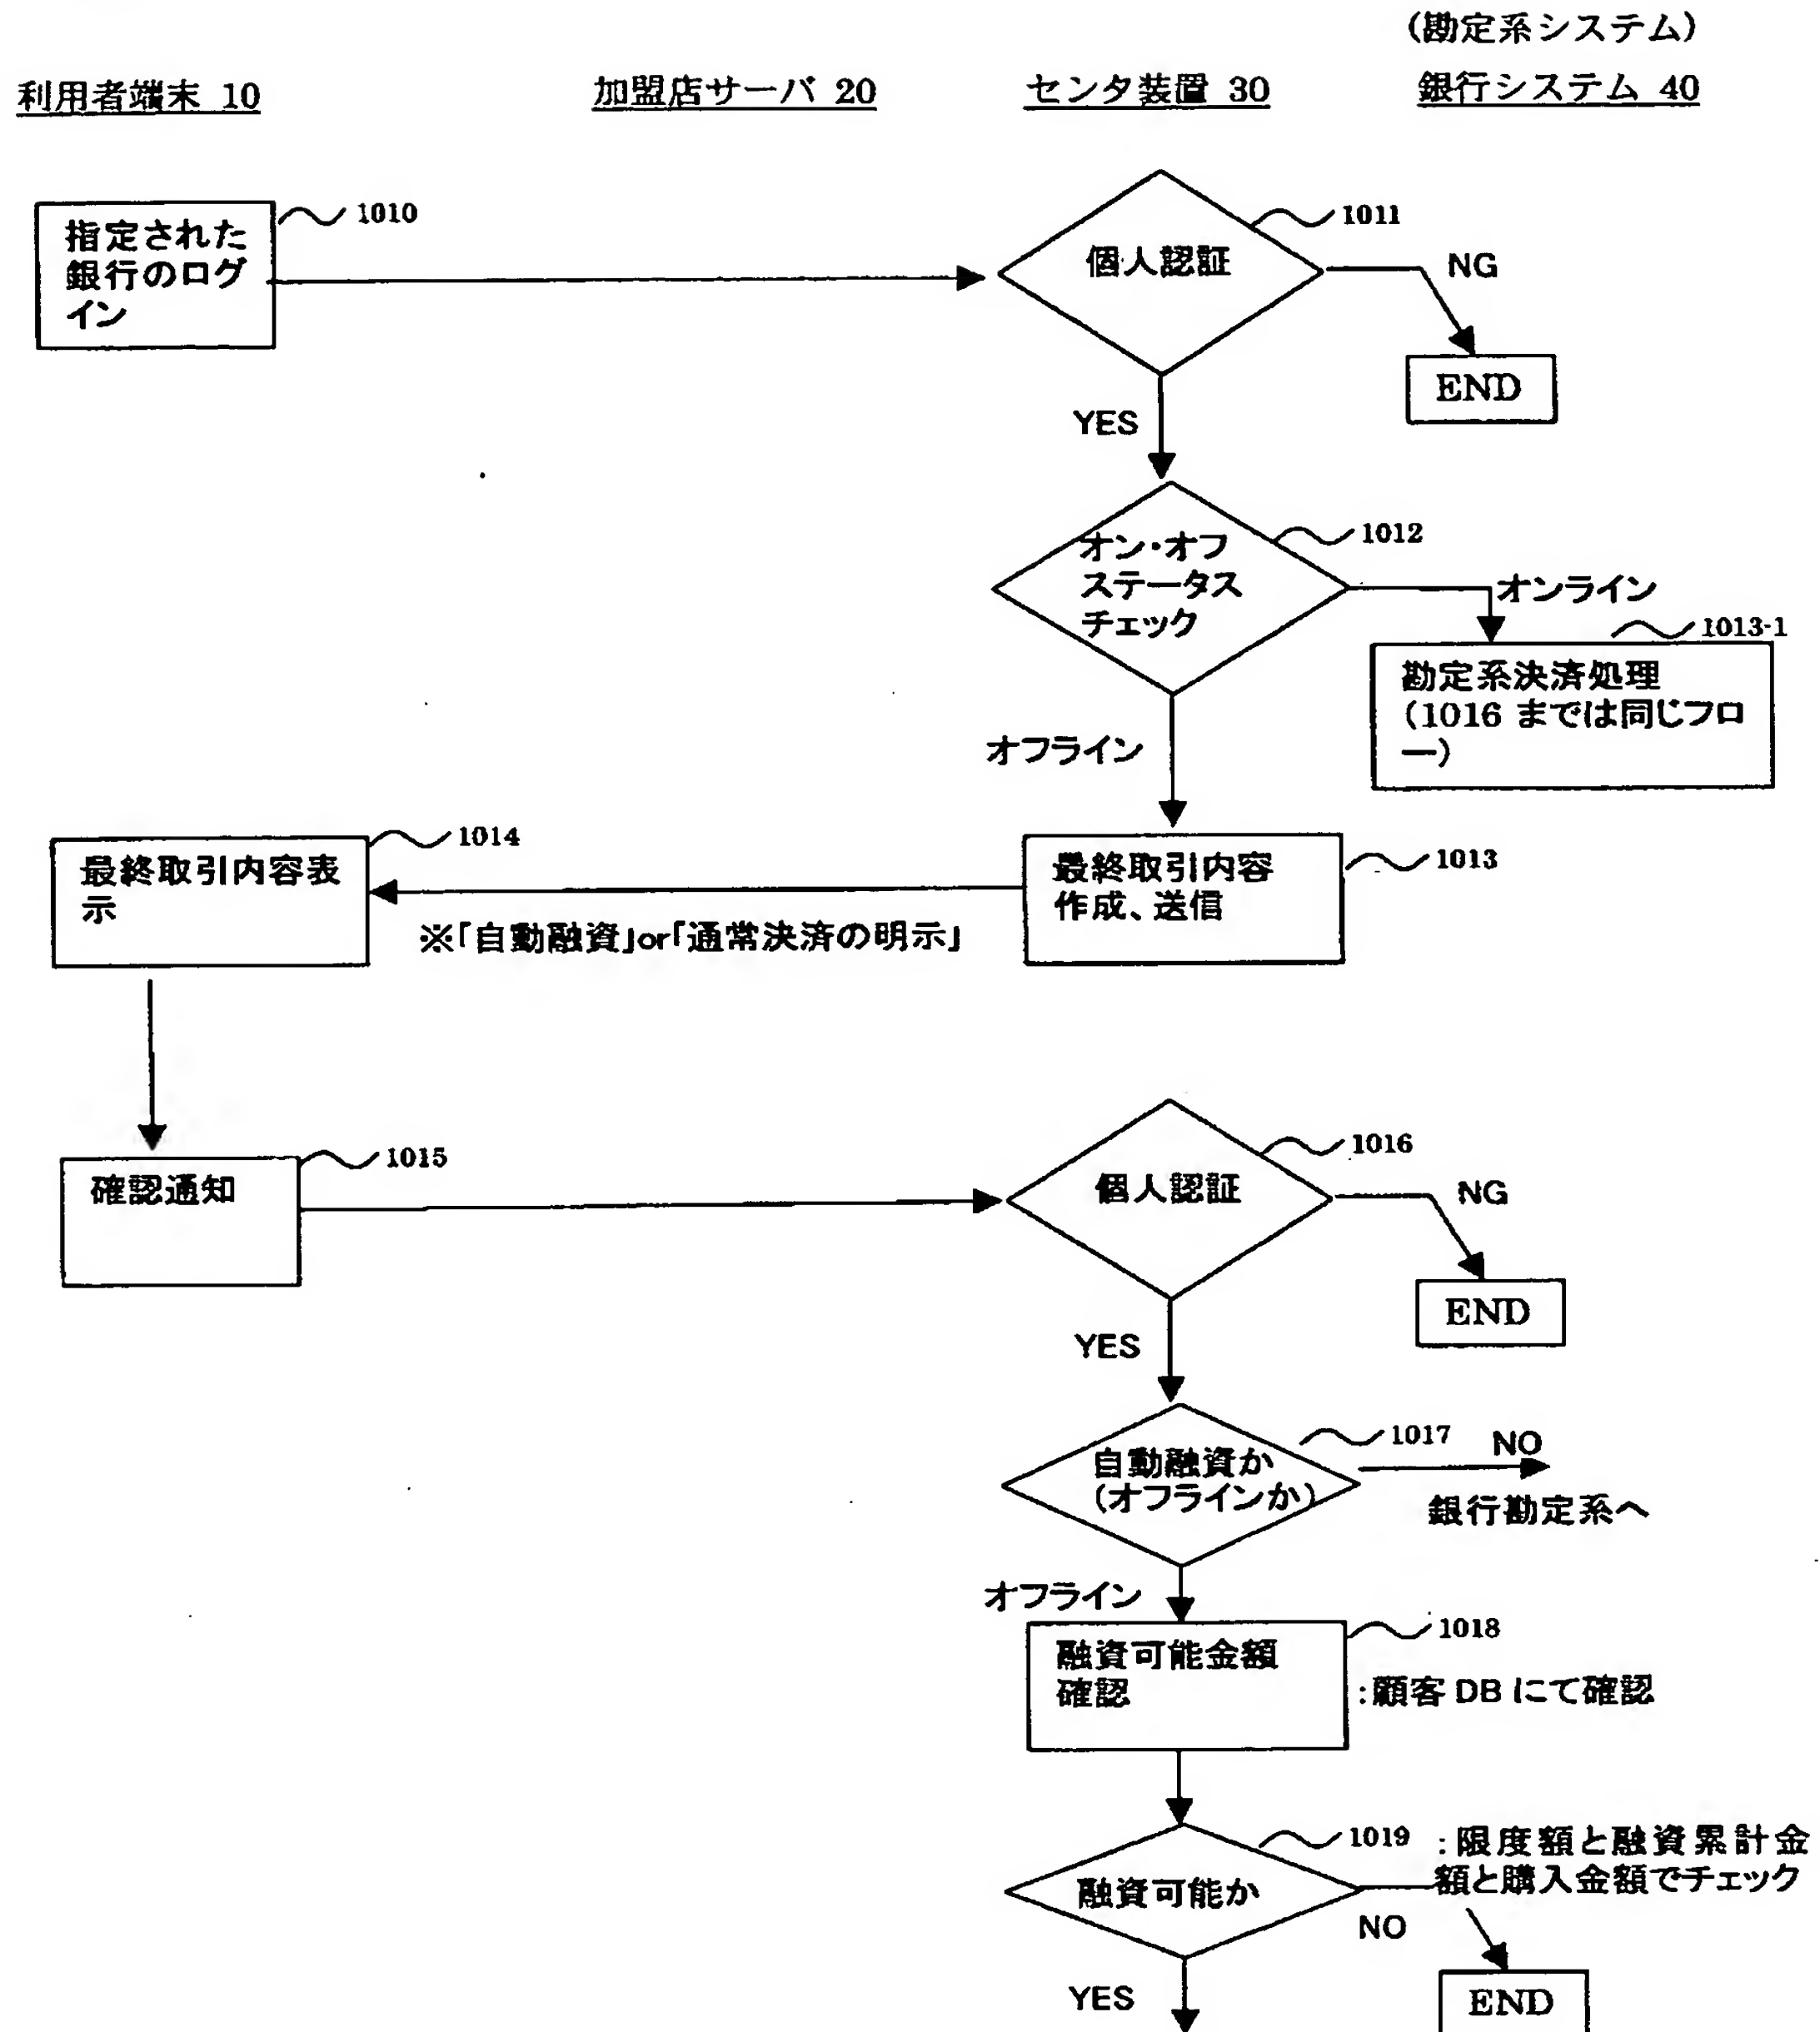 (勘定系システム)
利用者端末 10
加盟店サーバ 20
センタ装置 30
銀行システム 40
指定された
銀行のログ
イン
1010
個人認証
1011
NG
END
YES
オン・オフ
ステータス
チェック
1012
オンライン
1013-1
勘定系決済処理
(1016 までは同じフロ
ー)
オフライン
最終取引内容表
示
1014
最終取引内容
作成、送信
1013
※「自動融資」or「通常決済の明示」
確認通知
1015
個人認証
1016
NG
END
YES
自動融資か
(オフラインか)
1017
NO
銀行勘定系へ
オフライン
融資可能金額
確認
1018
:顧客 DB にて確認
融資可能か
1019
:限度額と融資累計金
額と購入金額でチェック
NO
END
YES